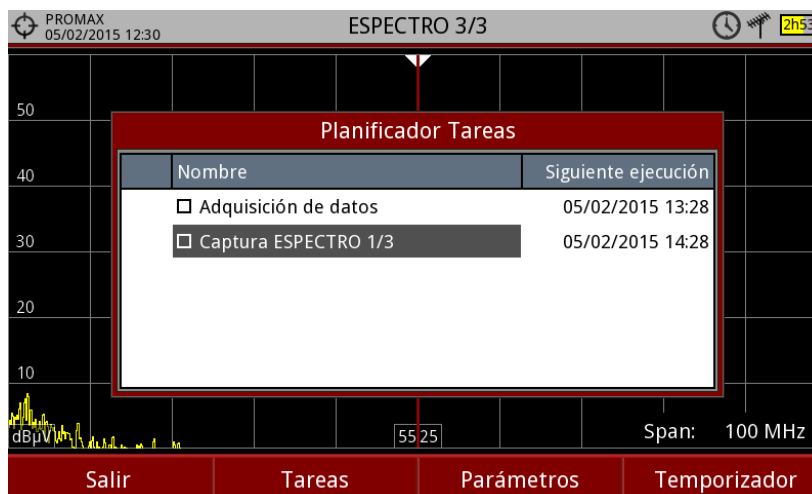 PROMAX
05/02/2015 12:30
ESPECTRO 3/3
2h53
50
Planificador Tareas
Nombre Siguiente ejecución
40
Adquisición de datos 05/02/2015 13:28
Captura ESPECTRO 1/3 05/02/2015 14:28
30
20
10
dBµV
55 25
Span: 100 MHz
Salir Tareas Parámetros Temporizador